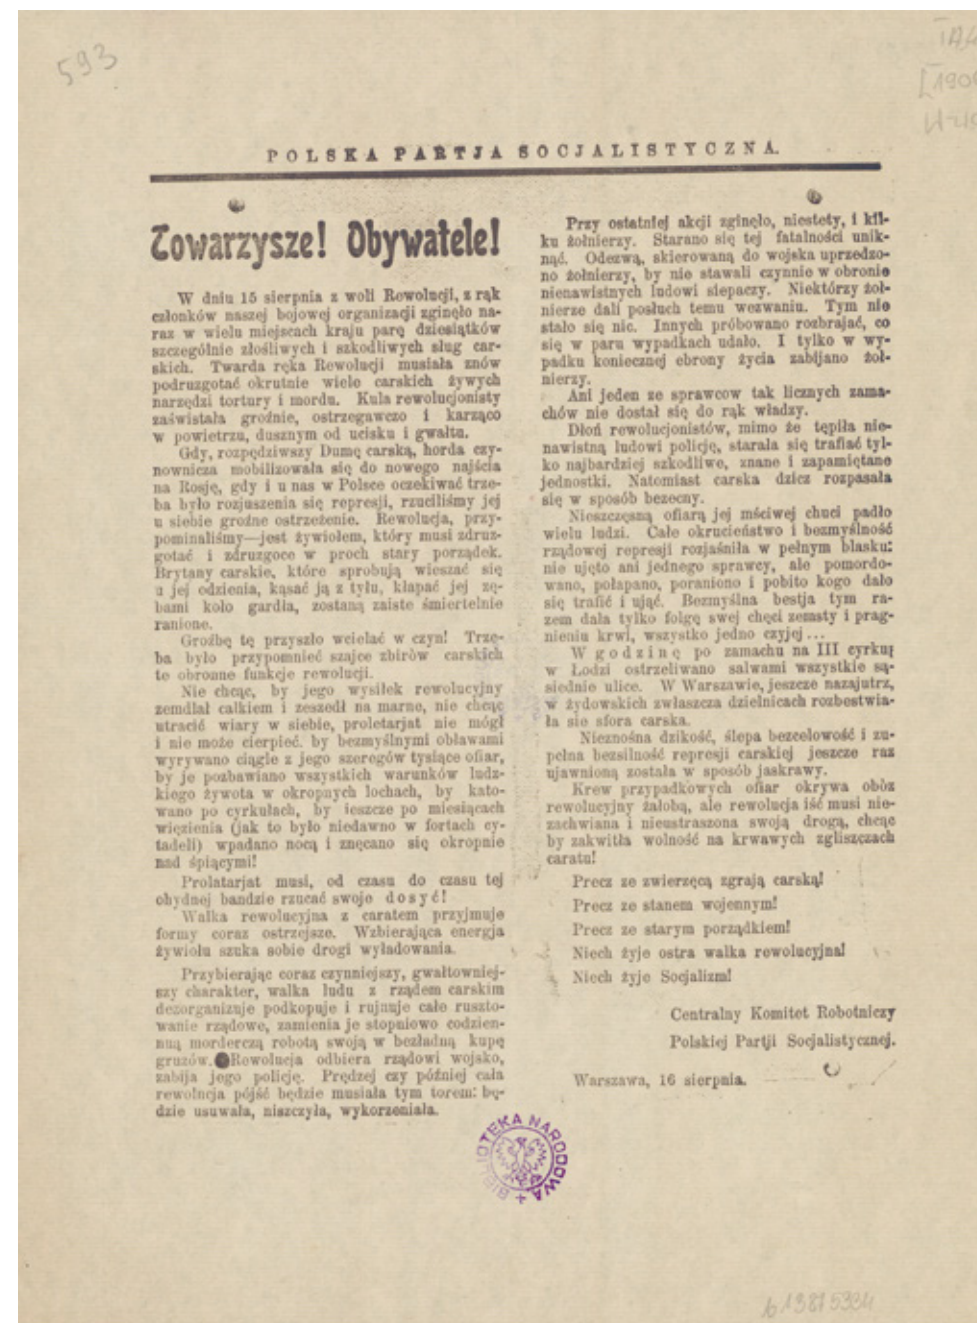 593
POLSKA PARTJA SOCJALISTYCZNA.
Towarzysze! Obywatele!
W dniu 15 sierpnia z woli Rewolucji, z rąk
członków naszej bojowej organizacji zginęło na-
raz w wielu miejscach kraju parę dziesiątków
szczególnie złośliwych i szkodliwych sług car-
skich. Twarda ręka Rewolucji musiała znów
podruzgotać okrutnie wiele carskich żywych
narzędzi tortury i mordu. Kula rewolucjonisty
zaświstała groźnie, ostrzegawczo i karząco
w powietrzu, dusznym od ucisku i gwałtu.
Gdy, rozpędziwszy Dumę carską, horda czy-
nownicza mobilizowała się do nowego najścia
na Rosję, gdy i u nas w Polsce oczekiwać trze-
ba było rozjuszenia się represji, rzuciliśmy jej
u siebie groźne ostrzeżenie. Rewolucja, przy-
pominaliśmy—jest żywiołem, który musi zdruz-
gotać i zdruzgoce w proch stary porządek.
Brytany carskie, które sprobują wieszać się
u jej odzienia, kąsać ją z tyłu, kłapać jej zę-
bami koło gardła, zostaną zaiste śmiertelnie
ranione.
Groźbę tę przyszło wcielać w czyn! Trze-
ba było przypomnieć szajce zbirów carskich
te obronne funkcje rewolucji.
Nie chcąc, by jego wysiłek rewolucyjny
zemdlał całkiem i zeszedł na marne, nie chcąc
utracić wiary w siebie, proletarjat nie mógł
i nie może cierpieć. by bezmyślnymi obławami
wyrywano ciągle z jego szeregów tysiące ofiar,
by je pozbawiano wszystkich warunków ludz-
kiego żywota w okropnych lochach, by kato-
wano po cyrkułach, by ieszcze po miesiącach
więzienia (jak to było niedawno w fortach cy-
tadeli) wpadano nocą i znęcano się okropnie
nad śpiącymi!
Prolatarjat musi, od czasu do czasu tej
ohydnej bandzie rzucać swoje dosyć!
Walka rewolucyjna z caratem przyjmuje
formy coraz ostrzejsze. Wzbierająca energja
żywiołu szuka sobie drogi wyładowania.
Przybierając coraz czynniejszy, gwałtowniej-
szy charakter, walka ludu z rządem carskim
dezorganizuje podkopuje i rujnuje całe ruszto-
wanie rządowe, zamienia je stopniowo codzien-
nuą morderczą robotą swoją w bezładną kupę
gruzów. Rewolucja odbiera rządowi wojsko,
zabija jego policję. Prędzej czy później cała
rewolucja pójść będzie musiała tym torem: bę-
dzie usuwała, niszczyła, wykorzeniała.
Przy ostatniej akcji zginęło, niestety, i kil-
ku żołnierzy. Starano się tej fatalności unik-
nąć. Odezwą, skierowaną do wojska uprzedzo-
no żołnierzy, by nie stawali czynnie w obronie
nienawistnych ludowi siepaczy. Niektórzy żoł-
nierze dali posłuch temu wezwaniu. Tym nie
stało się nic. Innych próbowano rozbrajać, co
się w paru wypadkach udało. I tylko w wy-
padku koniecznej ebrony życia zabijano żoł-
nierzy.
Ani jeden ze sprawcow tak licznych zama-
chów nie dostał się do rąk władzy.
Dłoń rewolucjonistów, mimo że tępiła nie-
nawistną ludowi policję, starała się trafiać tyl-
ko najbardziej szkodliwe, znane i zapamiętane
jednostki. Natomiast carska dzicz rozpasała
się w sposób bezecny.
Nieszczęsną ofiarą jej mściwej chuci padło
wielu ludzi. Całe okrucieństwo i bezmyślność
rządowej represji rozjaśniła w pełnym blasku:
nie ujęto ani jednego sprawcy, ale pomordo-
wano, połapano, poraniono i pobito kogo dało
się trafić i ująć. Bezmyślna bestja tym ra-
zem dała tylko folgę swej chęci zemsty i prag-
nieniu krwi, wszystko jedno czyjej...
W godzinę po zamachu na III cyrkuł
w Łodzi ostrzeliwano salwami wszystkie są-
siednie ulice. W Warszawie, jeszcze nazajutrz,
w żydowskich zwłaszcza dzielnicach rozbestwia-
ła się sfora carska.
Nieznośna dzikość, ślepa bezcelowość i zu-
pełna bezsilność represji carskiej jeszcze raz
ujawnioną została w sposób jaskrawy.
Krew przypadkowych ofiar okrywa obóz
rewolucyjny żałobą, ale rewolucja iść musi nie-
zachwiana i nieustraszona swoją drogą, chcąc
by zakwitła wolność na krwawych zgliszczach
caratu!
Precz ze zwierzęcą zgrają carską!
Precz ze stanem wojennym!
Precz ze starym porządkiem!
Niech żyje ostra walka rewolucyjna!
Niech żyje Socjalizm!
Centralny Komitet Robotniczy
Polskiej Partji Socjalistycznej.
Warszawa, 16 sierpnia.
BIBLIOTEKA NARODOWA